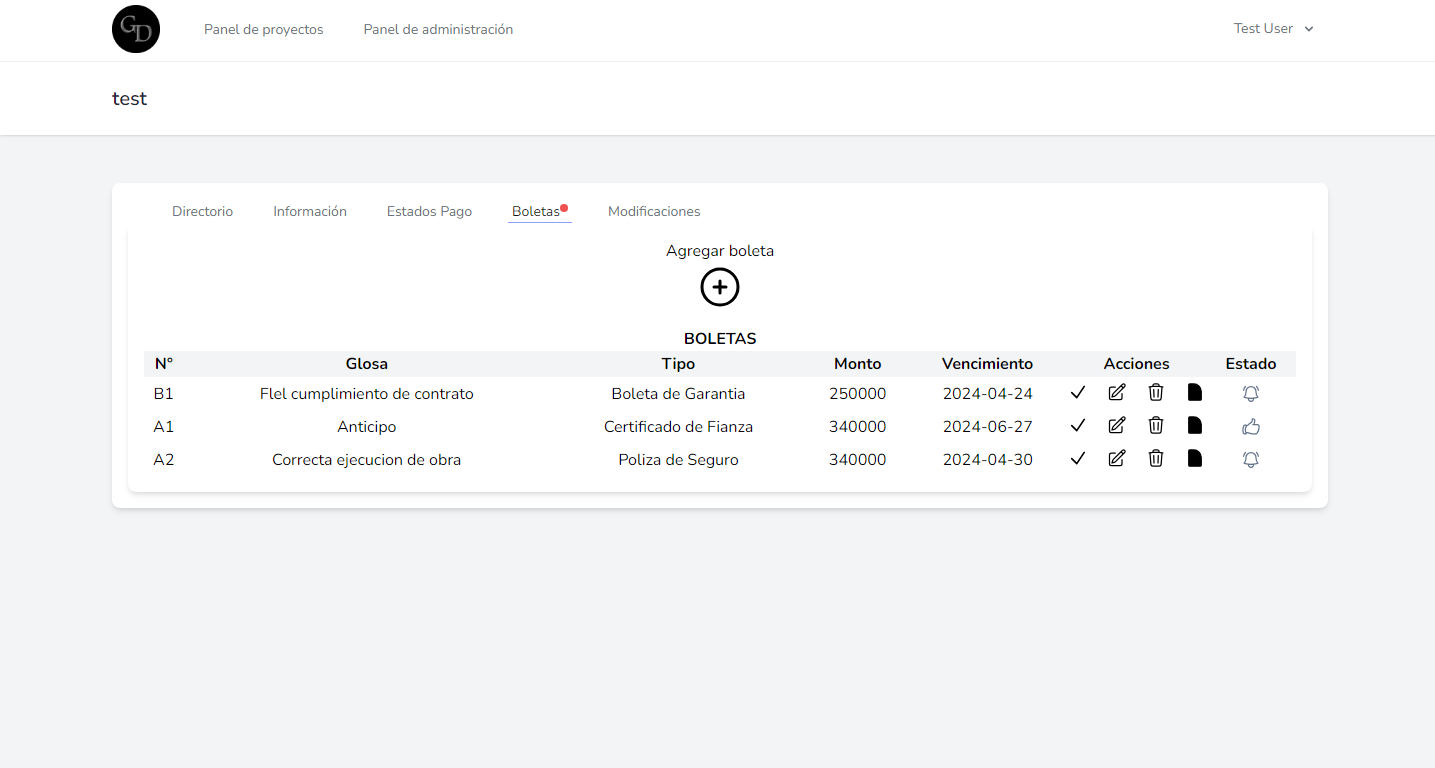 GD Panel de proyectos Panel de administración Test User
test
Directorio Información Estados Pago Boletas Modificaciones
Agregar boleta
BOLETAS
N° Glosa Tipo Monto Vencimiento Acciones Estado
B1 Flel cumplimiento de contrato Boleta de Garantia 250000 2024-04-24
A1 Anticipo Certificado de Fianza 340000 2024-06-27
A2 Correcta ejecucion de obra Poliza de Seguro 340000 2024-04-30